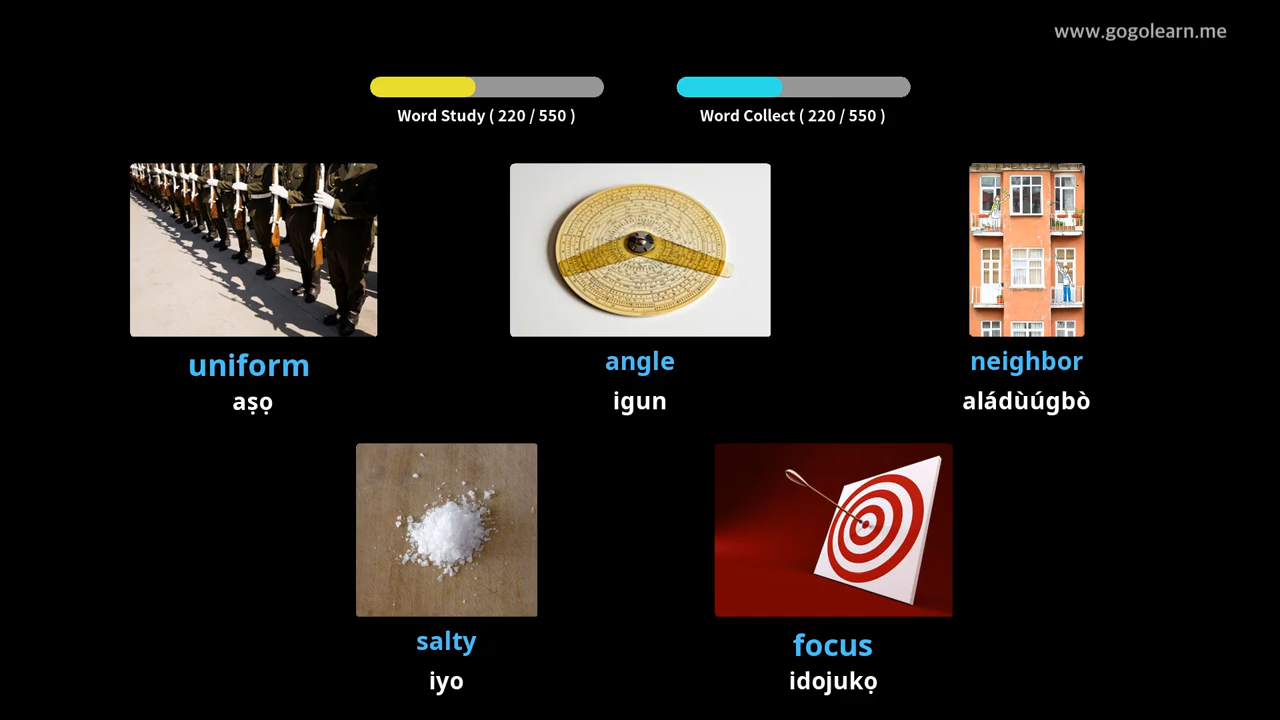 www.gogolearn.me
Word Study ( 220 / 550 )
Word Collect ( 220 / 550 )
uniform
aṣọ
angle
igun
neighbor
aládùúgbò
salty
iyo
focus
idojukọ